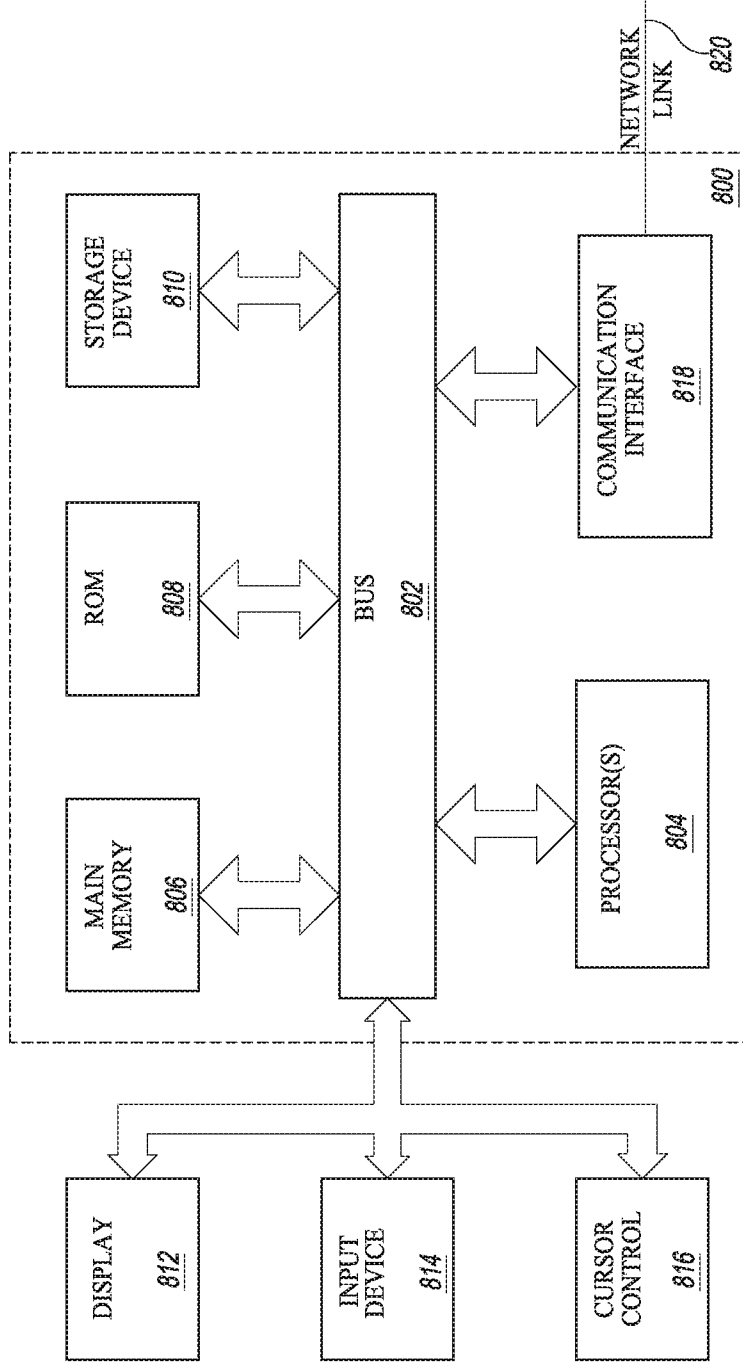 DISPLAY
812
INPUT
DEVICE
814
CURSOR
CONTROL
816
MAIN
MEMORY
806
ROM
808
STORAGE
DEVICE
810
BUS
802
PROCESSOR(S)
804
COMMUNICATION
INTERFACE
818
800
NETWORK
LINK
820